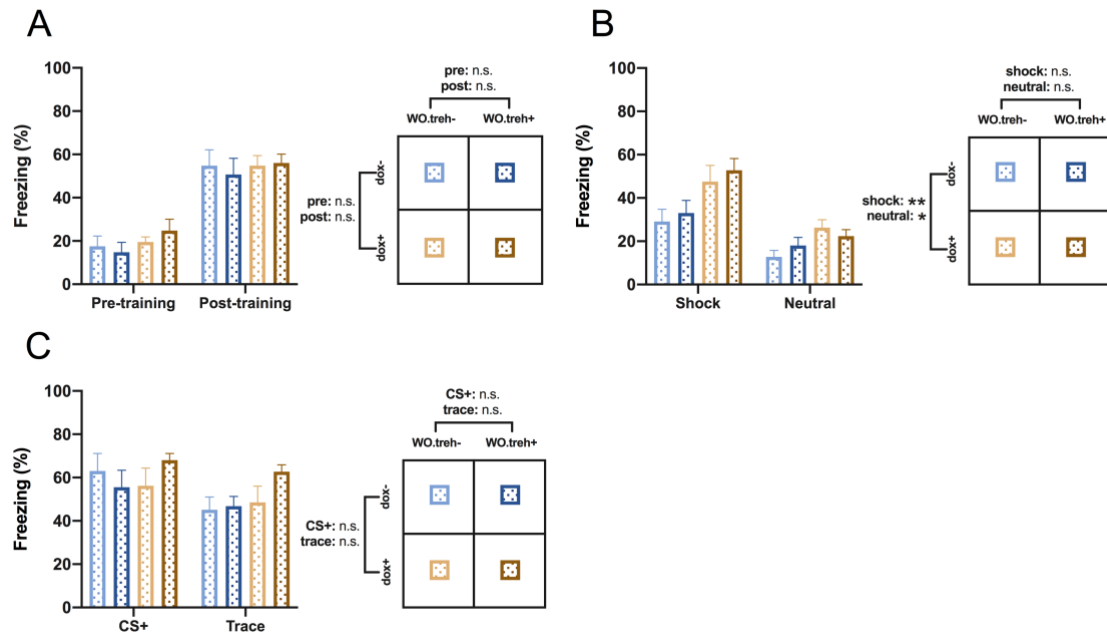 A
Freezing (%)
100
80
60
40
20
0
Pre-training
Post-training
pre: n.s.
post: n.s.
WO.treh-
WO.treh+
dox-
dox+
pre: n.s.
post: n.s.
B
Freezing (%)
100
80
60
40
20
0
Shock
Neutral
shock: n.s.
neutral: n.s.
WO.treh-
WO.treh+
dox-
dox+
shock: **
neutral: *
C
Freezing (%)
100
80
60
40
20
0
CS+
Trace
CS+: n.s.
trace: n.s.
WO.treh-
WO.treh+
dox-
dox+
CS+: n.s.
trace: n.s.